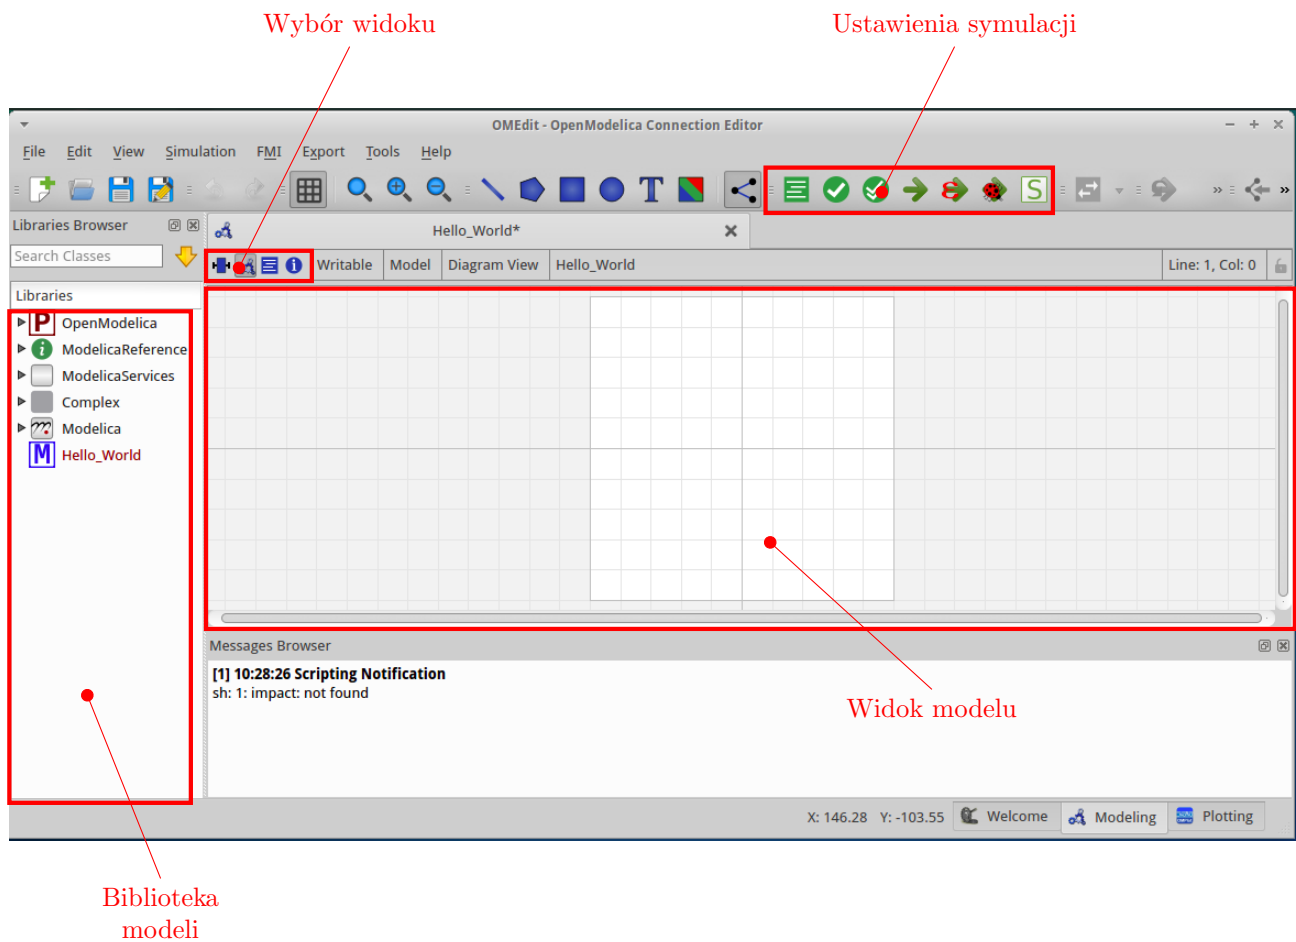 Wybór widoku
Ustawienia symulacji
OMEdit - OpenModelica Connection Editor
File Edit View Simulation FMI Export Tools Help
T
S
Libraries Browser
Hello_World*
Search Classes
Writable Model Diagram View Hello_World Line: 1, Col: 0
Libraries
P OpenModelica
i ModelicaReference
ModelicaServices
Complex
Modelica
M Hello_World
Messages Browser
[1] 10:28:26 Scripting Notification
sh: 1: impact: not found
Widok modelu
X: 146.28 Y: -103.55 Welcome Modeling Plotting
Biblioteka
modeli